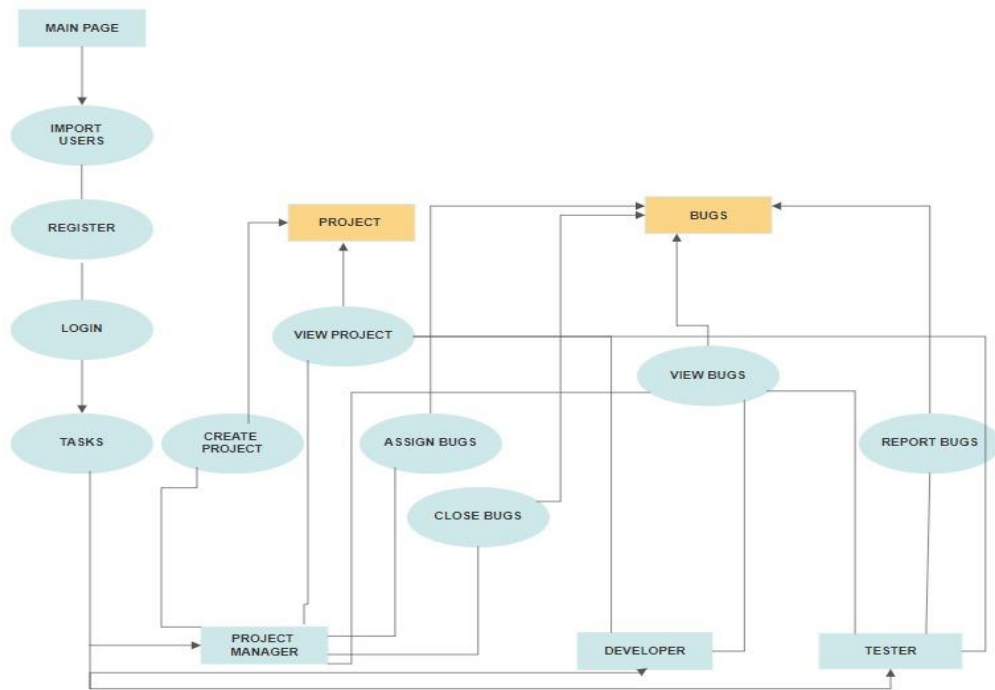 MAIN PAGE
IMPORT
USERS
REGISTER
PROJECT
BUGS
LOGIN
VIEW PROJECT
VIEW BUGS
TASKS
CREATE
PROJECT
ASSIGN BUGS
REPORT BUGS
CLOSE BUGS
PROJECT
MANAGER
DEVELOPER
TESTER